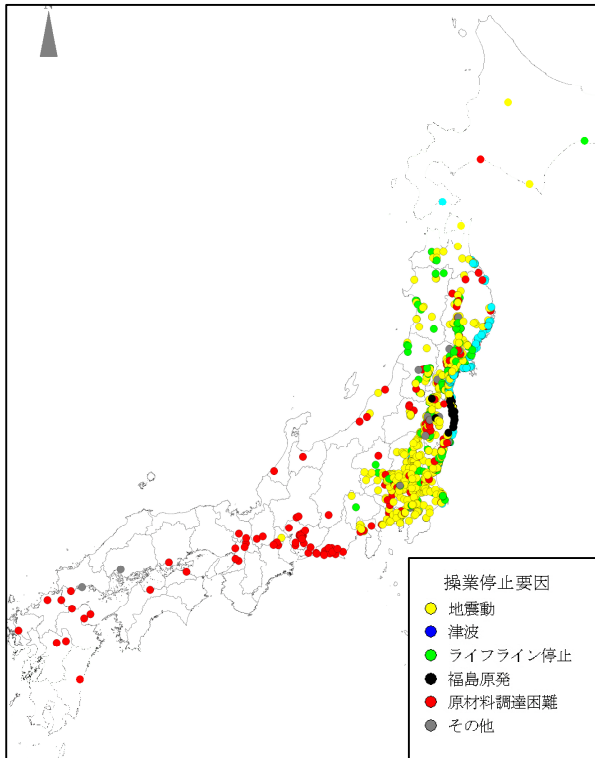 N
操業停止要因
地震動
津波
ライフライン停止
福島原発
原材料調達困難
その他